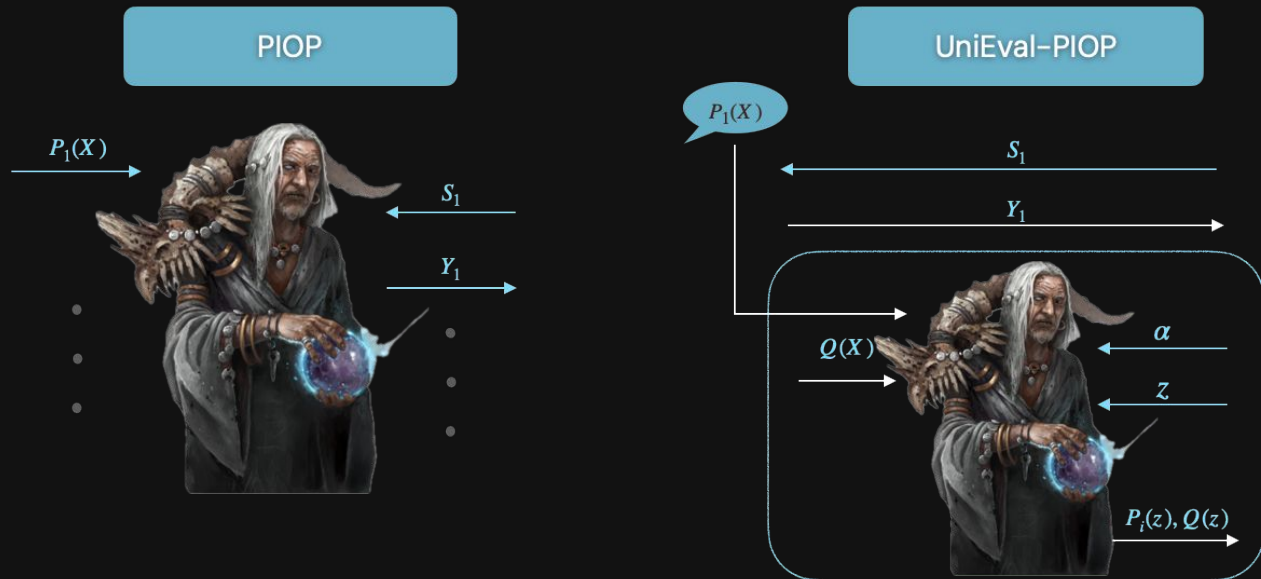 PIOP
P₁(X)
S₁
Y₁
UniEval-PIOP
P₁(X)
S₁
Y₁
Q(X)
α
z
Pᵢ(z), Q(z)